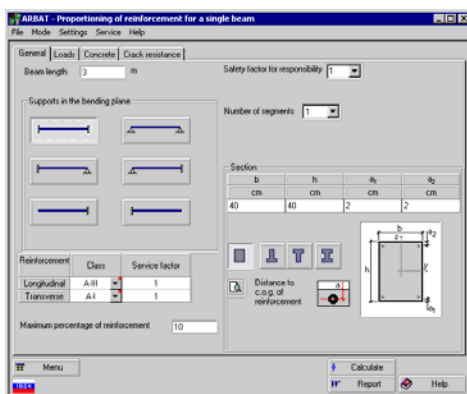 ARBAT - Proportioning of reinforcement for a single beam
File Mode Settings Service Help
General Loads Concrete Crack resistance
Beam length 3 m
Safety factor for responsibility 1
Supports in the bending plane
Number of segments 1
Section
b h a1 a2
cm cm cm cm
40 40 2 2
Reinforcement Class Service factor
Longitudinal A-III 1
Transverse A-I 1
Distance to
c.o.g. of
reinforcement
a
b
z
a2
h
y
a1
Maximum percentage of reinforcement 10
Menu
Calculate
Report
Help